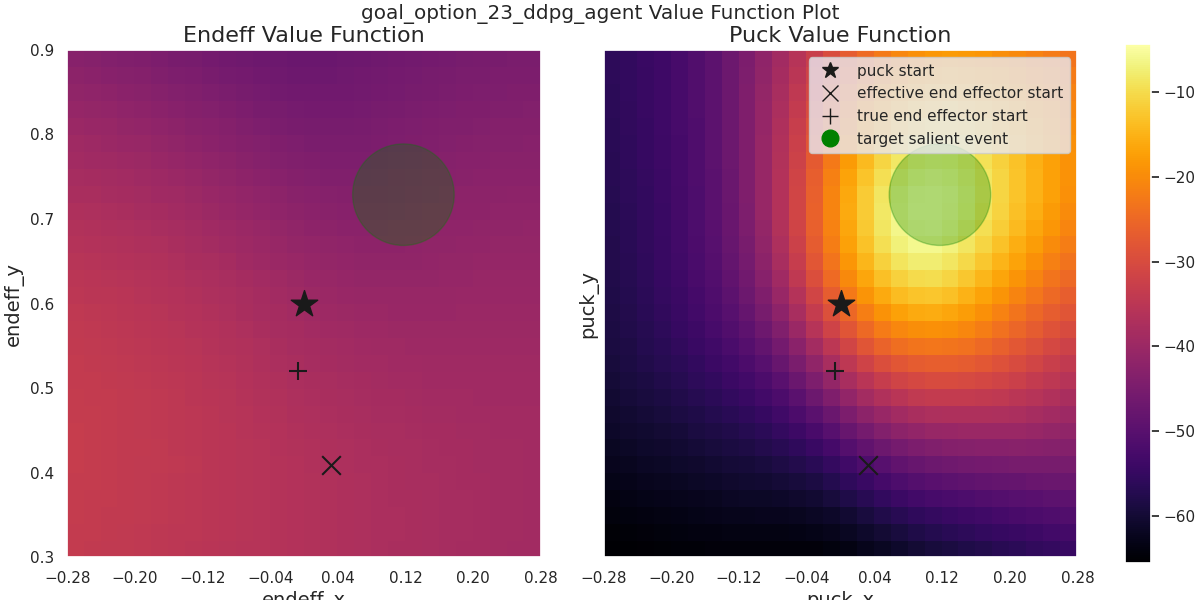 goal_option_23_ddpg_agent Value Function Plot
Endeff Value Function
Puck Value Function
0.9
0.8
0.7
0.6
0.5
0.4
0.3
endeff_y
−0.28 −0.20 −0.12 −0.04 0.04 0.12 0.20 0.28
endeff_x
puck start
effective end effector start
true end effector start
target salient event
puck_y
−0.28 −0.20 −0.12 −0.04 0.04 0.12 0.20 0.28
puck_x
−10
−20
−30
−40
−50
−60